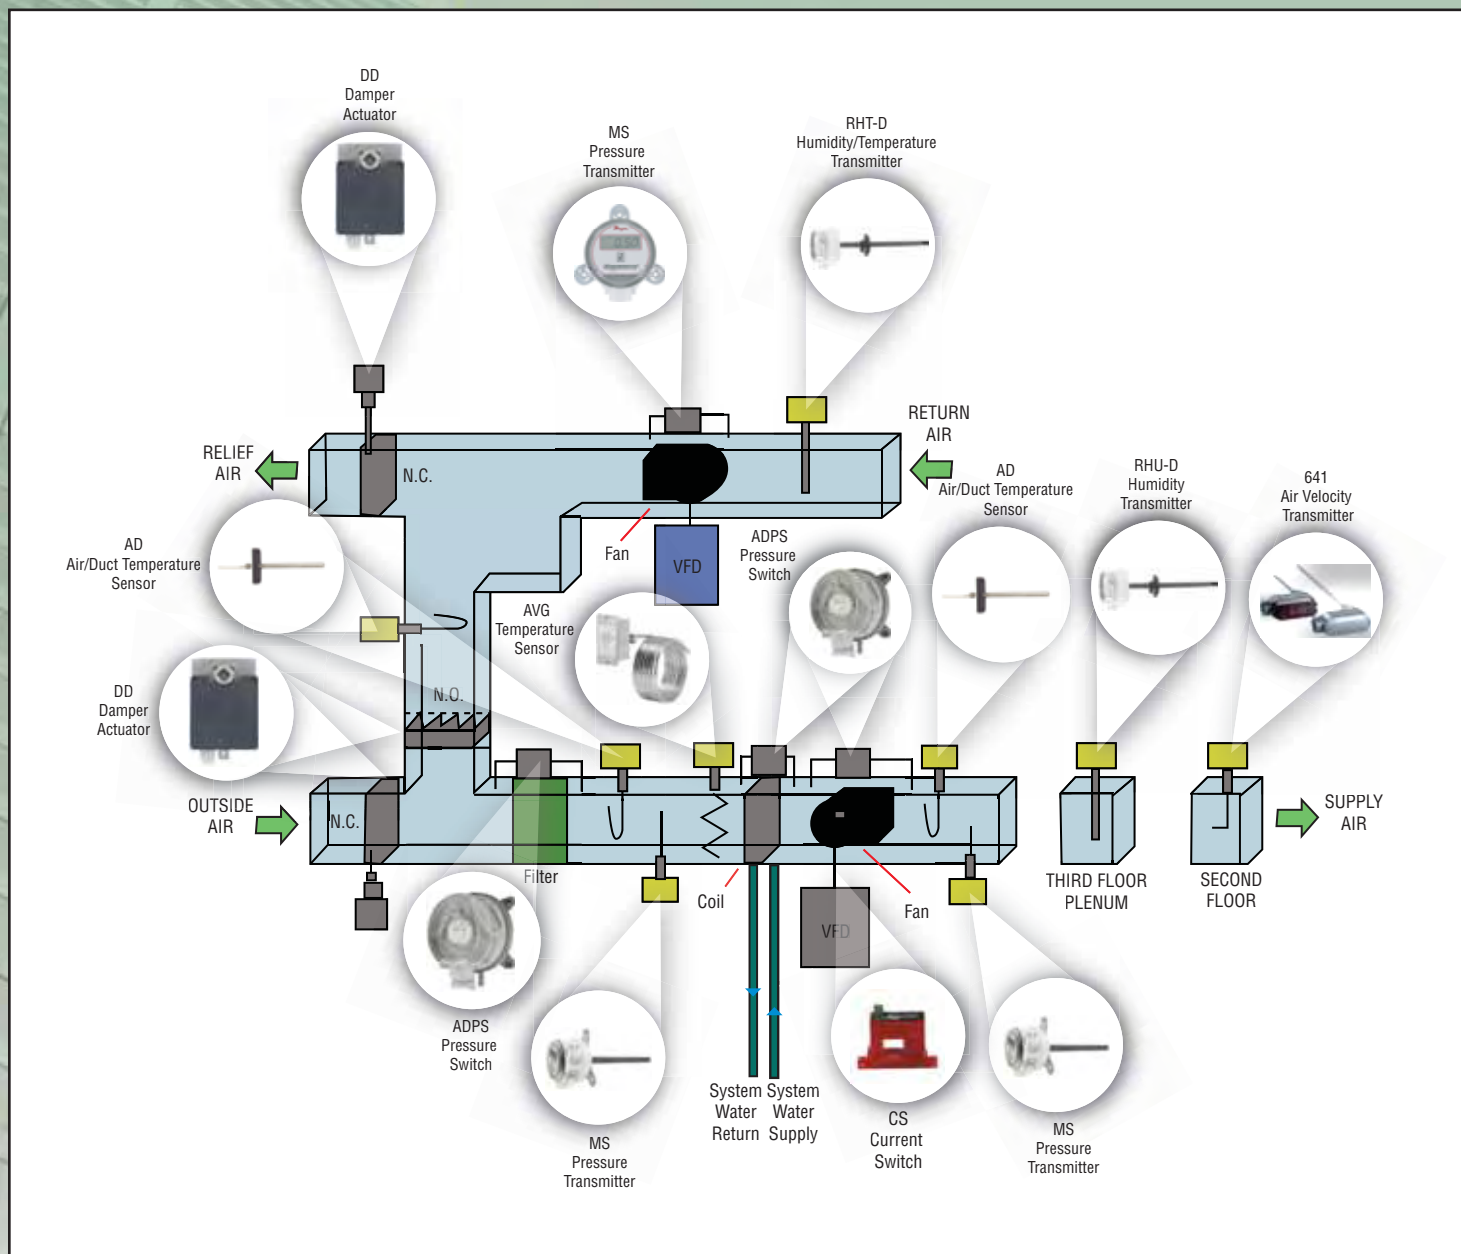 DD
Damper
Actuator
MS
Pressure
Transmitter
RHT-D
Humidity/Temperature
Transmitter
0.50
RETURN
AIR
RELIEF
AIR
N.C.
AD
Air/Duct Temperature
Sensor
RHU-D
Humidity
Transmitter
641
Air Velocity
Transmitter
AD
Air/Duct Temperature
Sensor
Fan
VFD
ADPS
Pressure
Switch
AVG
Temperature
Sensor
DD
Damper
Actuator
N.O.
OUTSIDE
AIR
N.C.
SUPPLY
AIR
Filter
Coil
Fan
VFD
THIRD FLOOR
PLENUM
SECOND
FLOOR
ADPS
Pressure
Switch
MS
Pressure
Transmitter
System
Water
Return
System
Water
Supply
CS
Current
Switch
MS
Pressure
Transmitter